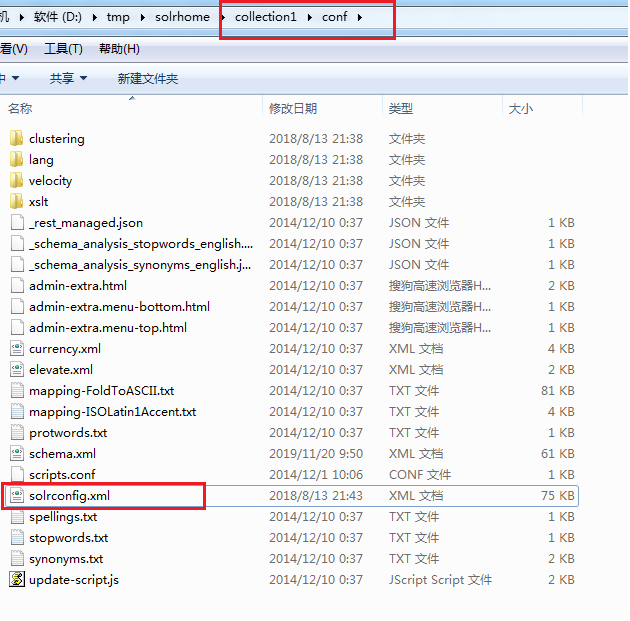 机 ▸ 软件 (D:) ▸ tmp ▸ solrhome ▸ collection1 ▸ conf ▸
看(V) 工具(T) 帮助(H)
中 ▼ 共享 ▼ 新建文件夹
名称 修改日期 类型 大小
clustering 2018/8/13 21:38 文件夹
lang 2018/8/13 21:38 文件夹
velocity 2018/8/13 21:38 文件夹
xslt 2018/8/13 21:38 文件夹
_rest_managed.json 2014/12/10 0:37 JSON 文件 1 KB
_schema_analysis_stopwords_english.... 2014/12/10 0:37 JSON 文件 1 KB
_schema_analysis_synonyms_english.j... 2014/12/10 0:37 JSON 文件 1 KB
admin-extra.html 2014/12/10 0:37 搜狗高速浏览器H... 2 KB
admin-extra.menu-bottom.html 2014/12/10 0:37 搜狗高速浏览器H... 1 KB
admin-extra.menu-top.html 2014/12/10 0:37 搜狗高速浏览器H... 1 KB
currency.xml 2014/12/10 0:37 XML 文档 4 KB
elevate.xml 2014/12/10 0:37 XML 文档 2 KB
mapping-FoldToASCII.txt 2014/12/10 0:37 TXT 文件 81 KB
mapping-ISOLatin1Accent.txt 2014/12/10 0:37 TXT 文件 4 KB
protwords.txt 2014/12/10 0:37 TXT 文件 1 KB
schema.xml 2019/11/20 9:50 XML 文档 61 KB
scripts.conf 2014/12/1 10:06 CONF 文件 1 KB
solrconfig.xml 2018/8/13 21:43 XML 文档 75 KB
spellings.txt 2014/12/10 0:37 TXT 文件 1 KB
stopwords.txt 2014/12/10 0:37 TXT 文件 1 KB
synonyms.txt 2014/12/10 0:37 TXT 文件 2 KB
update-script.js 2014/12/10 0:37 JScript Script 文件 2 KB